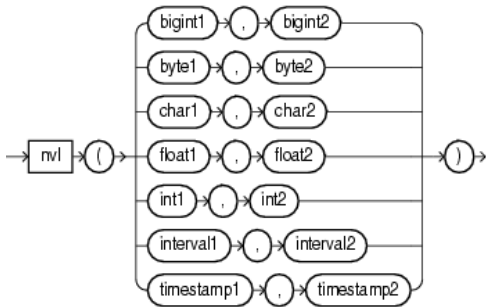 bigint1 , bigint2
byte1 , byte2
char1 , char2
nvl ( float1 , float2 )
int1 , int2
interval1 , interval2
timestamp1 , timestamp2